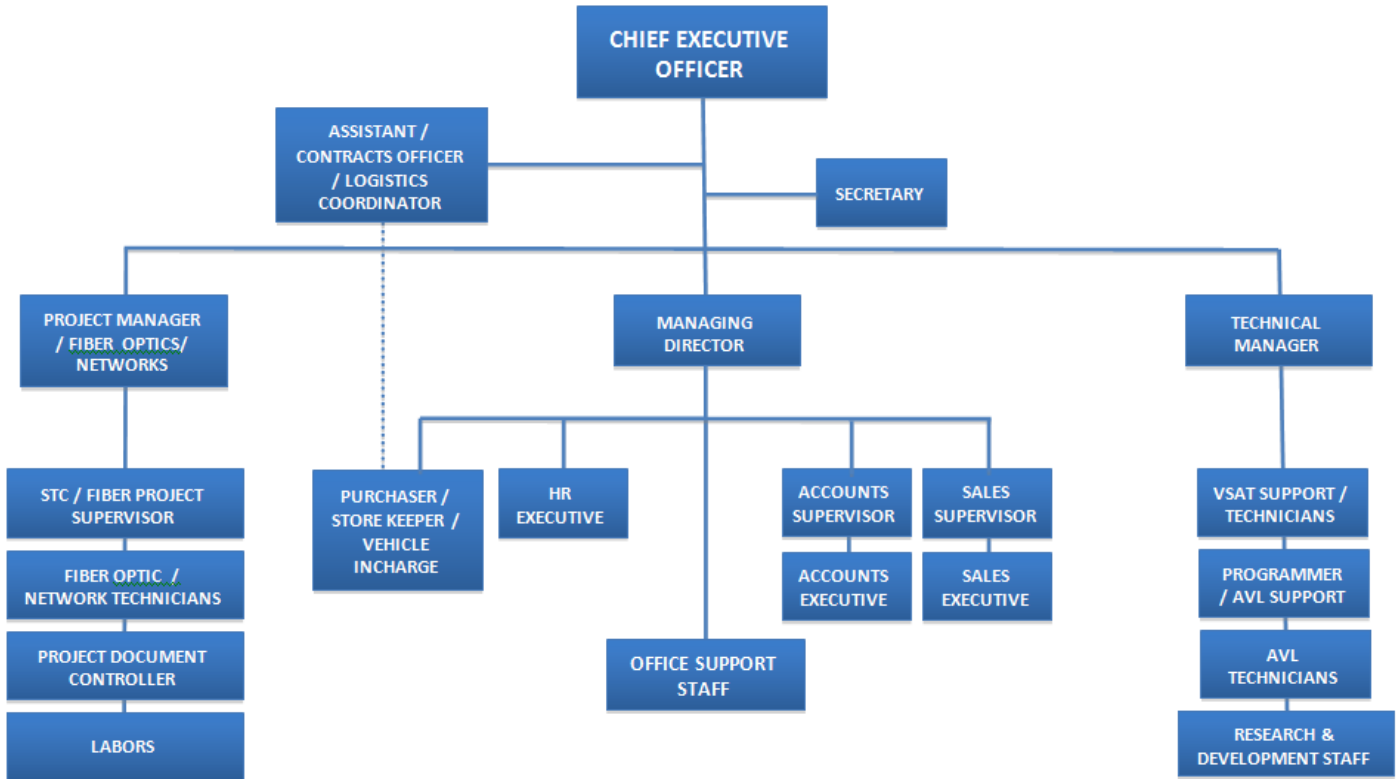 CHIEF EXECUTIVE
OFFICER
ASSISTANT /
CONTRACTS OFFICER
/ LOGISTICS
COORDINATOR
SECRETARY
PROJECT MANAGER
/ FIBER OPTICS/
NETWORKS
MANAGING
DIRECTOR
TECHNICAL
MANAGER
STC / FIBER PROJECT
SUPERVISOR
FIBER OPTIC /
NETWORK TECHNICIANS
PROJECT DOCUMENT
CONTROLLER
LABORS
PURCHASER /
STORE KEEPER /
VEHICLE
INCHARGE
HR
EXECUTIVE
OFFICE SUPPORT
STAFF
ACCOUNTS
SUPERVISOR
ACCOUNTS
EXECUTIVE
SALES
SUPERVISOR
SALES
EXECUTIVE
VSAT SUPPORT /
TECHNICIANS
PROGRAMMER
/ AVL SUPPORT
AVL
TECHNICIANS
RESEARCH &
DEVELOPMENT STAFF